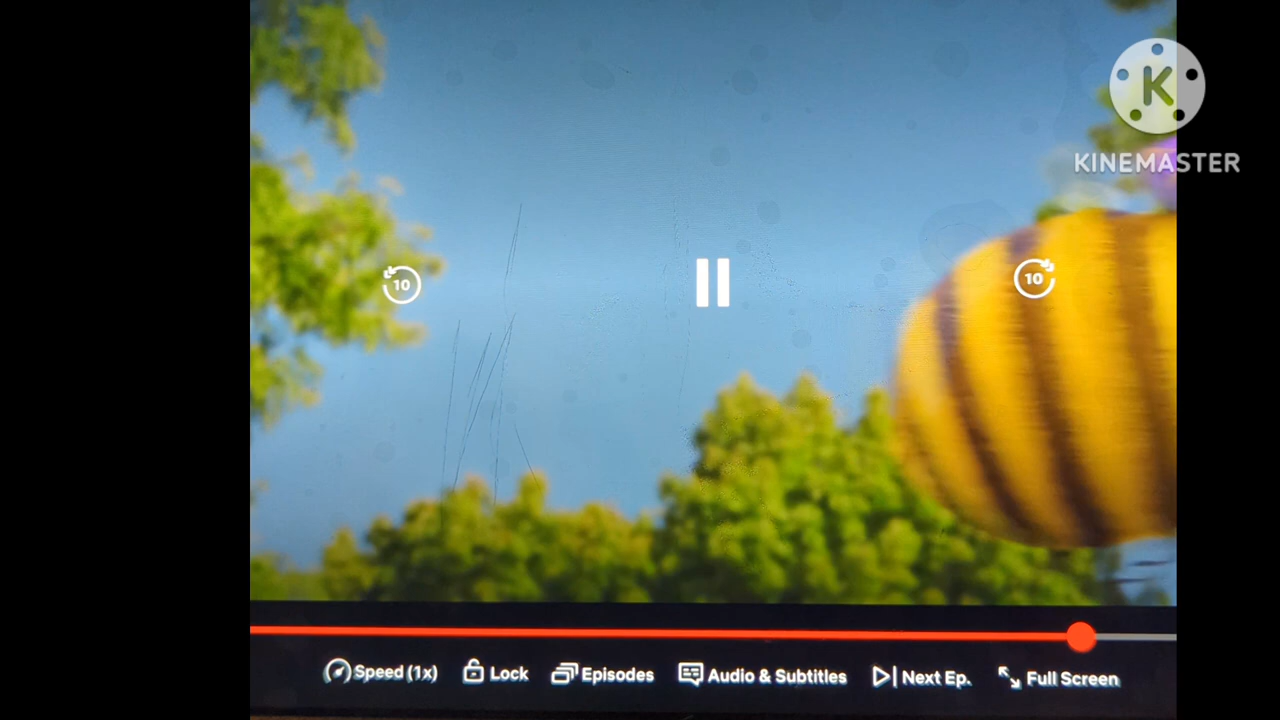 K
KINEMASTER
10
10
Speed (1x) Lock Episodes Audio & Subtitles Next Ep. Full Screen